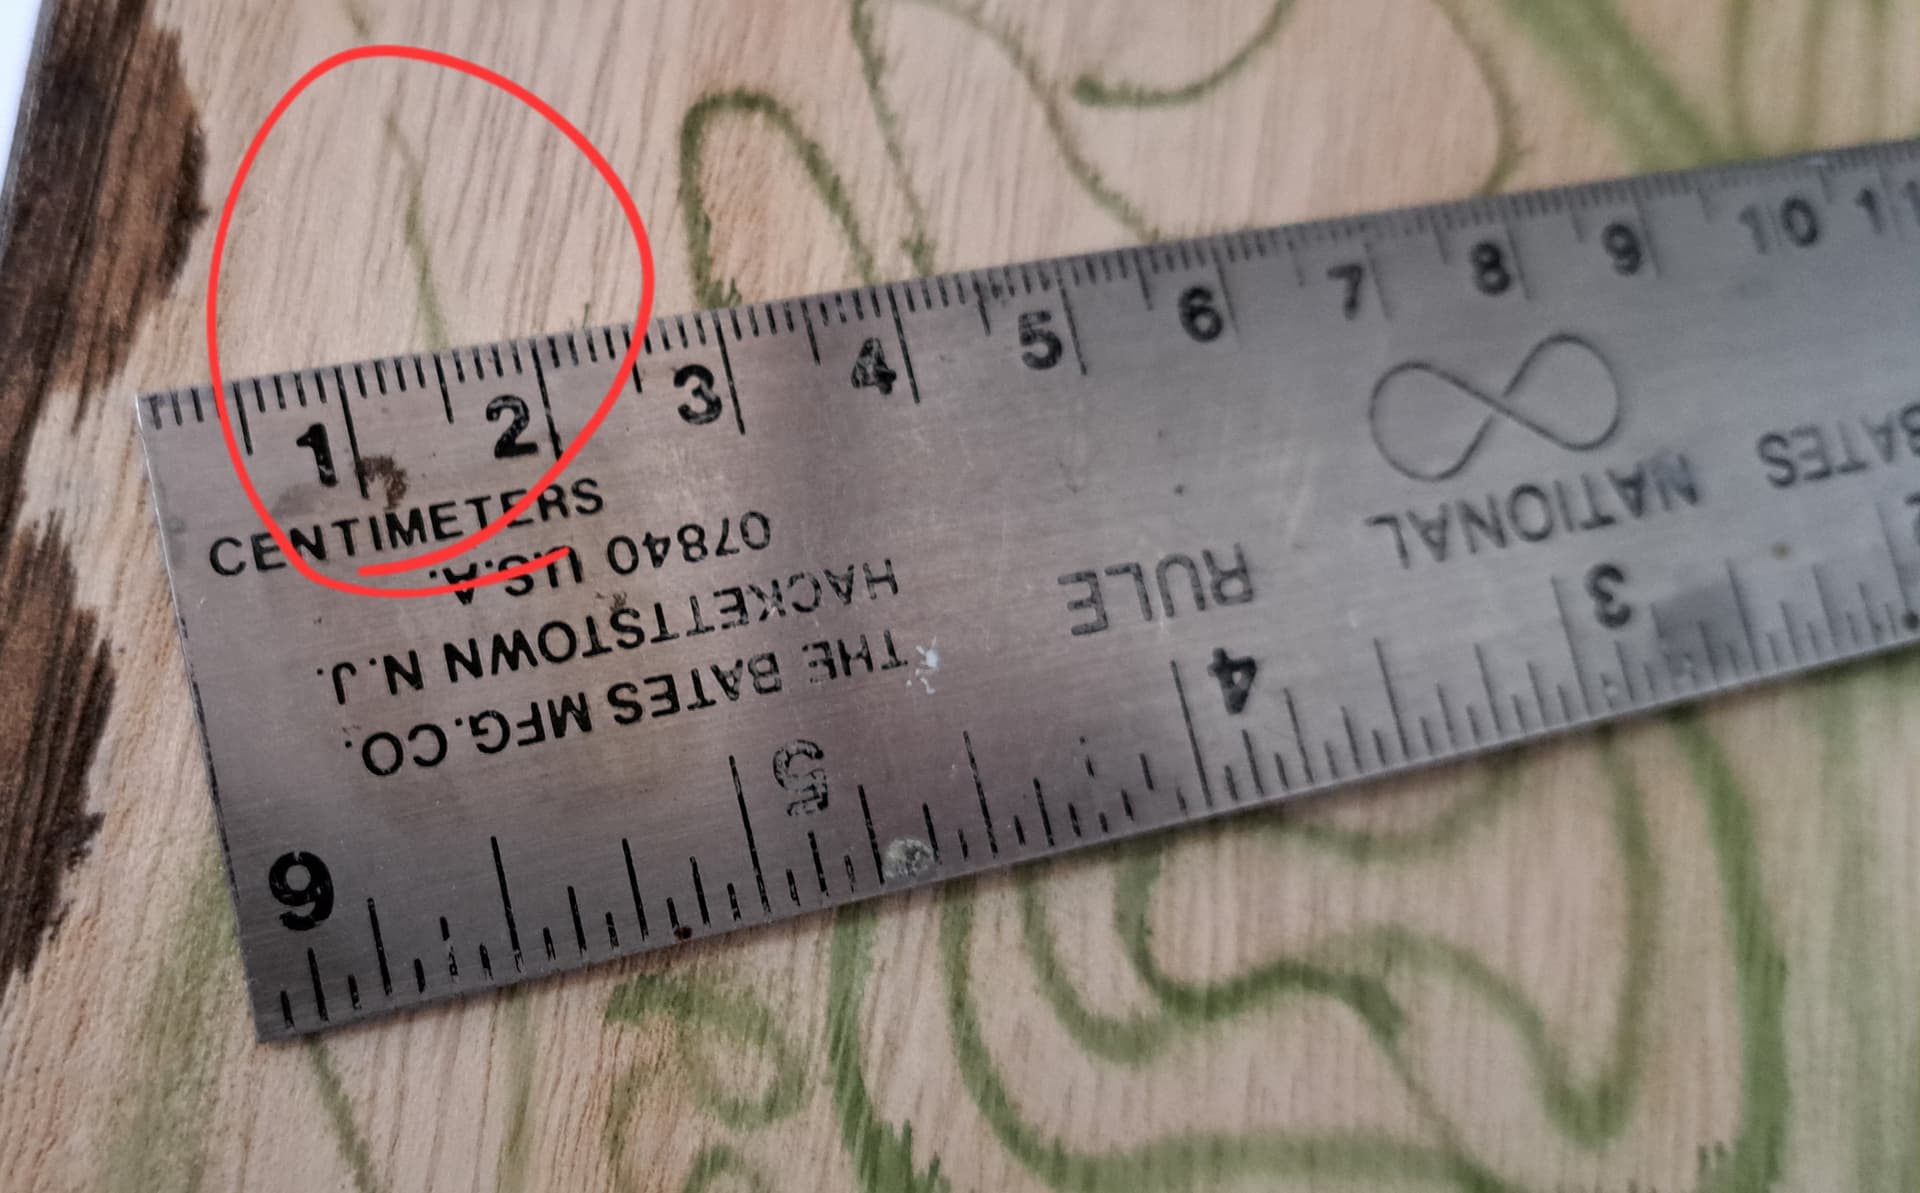 1 2 3 4 5 6 7 8 9 10 11
CENTIMETERS
THE BATES MFG.CO.
HACKETTSTOWN N.J.
07840 U.S.A.
RULE
NATIONAL
BATES
3 4 5 6